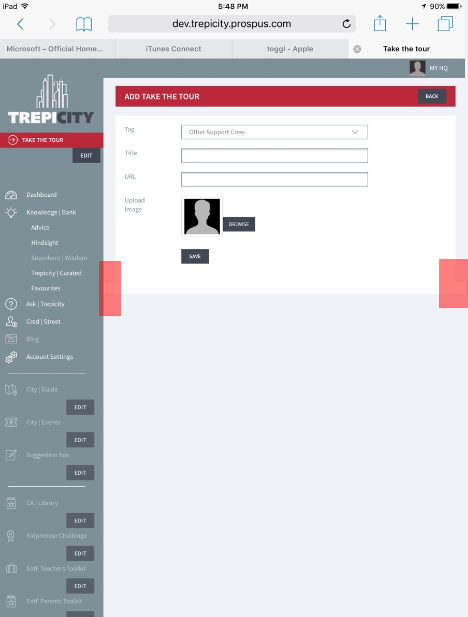 iPad 5:48 PM 90%
dev.trepicity.prospus.com
Microsoft – Official Home... iTunes Connect toggl - Apple Take the tour
MY HQ
TREPICITY
TAKE THE TOUR
EDIT
Dashboard
Knowledge | Bank
Advice
Hindsight
Superhero | Wisdom
Trepicity | Curated
Favourites
Ask | Trepicity
Cred | Street
Blog
Account Settings
City | Guide
EDIT
City | Events
EDIT
Suggestion Box
EDIT
CA | Library
EDIT
Kidpreneur Challenge
EDIT
EotF Teachers Toolkit
EDIT
EotF Parents Toolkit
ADD TAKE THE TOUR BACK
Tag Other Support Crew
Title
URL
Upload
Image
BROWSE
SAVE